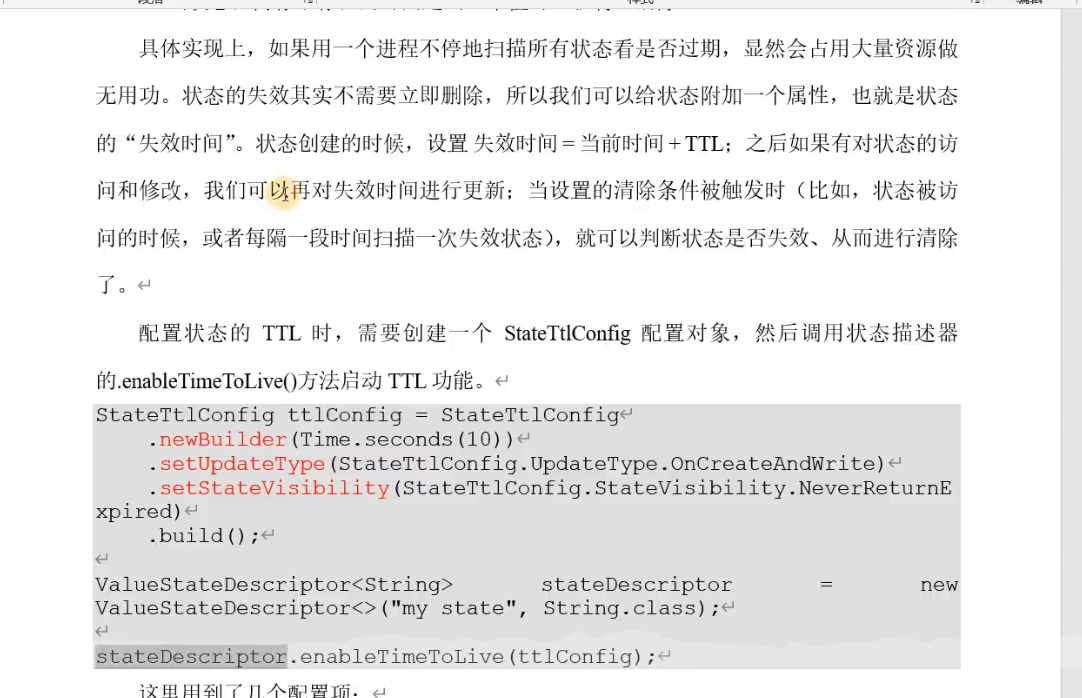 具体实现上，如果用一个进程不停地扫描所有状态看是否过期，显然会占用大量资源做
无用功。状态的失效其实不需要立即删除，所以我们可以给状态附加一个属性，也就是状态
的“失效时间”。状态创建的时候，设置 失效时间 = 当前时间 + TTL；之后如果有对状态的访
问和修改，我们可以再对失效时间进行更新；当设置的清除条件被触发时（比如，状态被访
问的时候，或者每隔一段时间扫描一次失效状态），就可以判断状态是否失效、从而进行清除
了。↵
配置状态的 TTL 时，需要创建一个 StateTtlConfig 配置对象，然后调用状态描述器
的.enableTimeToLive()方法启动 TTL 功能。↵
StateTtlConfig ttlConfig = StateTtlConfig↵
.newBuilder(Time.seconds(10))↵
.setUpdateType(StateTtlConfig.UpdateType.OnCreateAndWrite)↵
.setStateVisibility(StateTtlConfig.StateVisibility.NeverReturnE
xpired)↵
.build();↵
↵
ValueStateDescriptor<String> stateDescriptor = new
ValueStateDescriptor<>("my state", String.class);↵
↵
stateDescriptor.enableTimeToLive(ttlConfig);↵
这里用到了几个配置项：↵